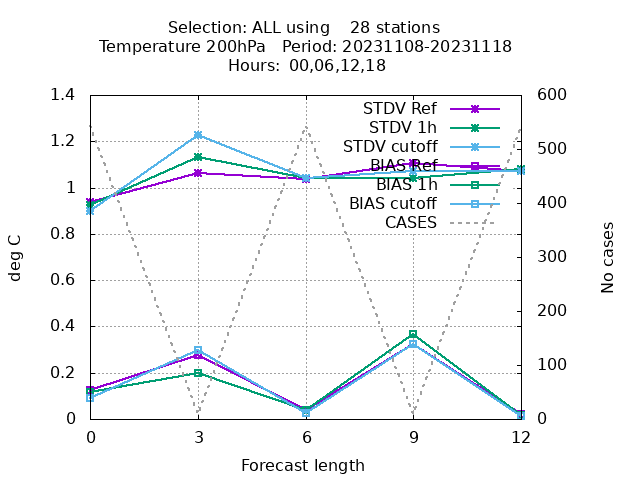 Selection: ALL using    28 stations
Temperature 200hPa   Period: 20231108-20231118
Hours: 00,06,12,18
1.4
1.2
1
0.8
0.6
0.4
0.2
0
deg C
STDV Ref
STDV 1h
STDV cutoff
BIAS Ref
BIAS 1h
BIAS cutoff
CASES
600
500
400
300
200
100
0
No cases
0 3 6 9 12
Forecast length